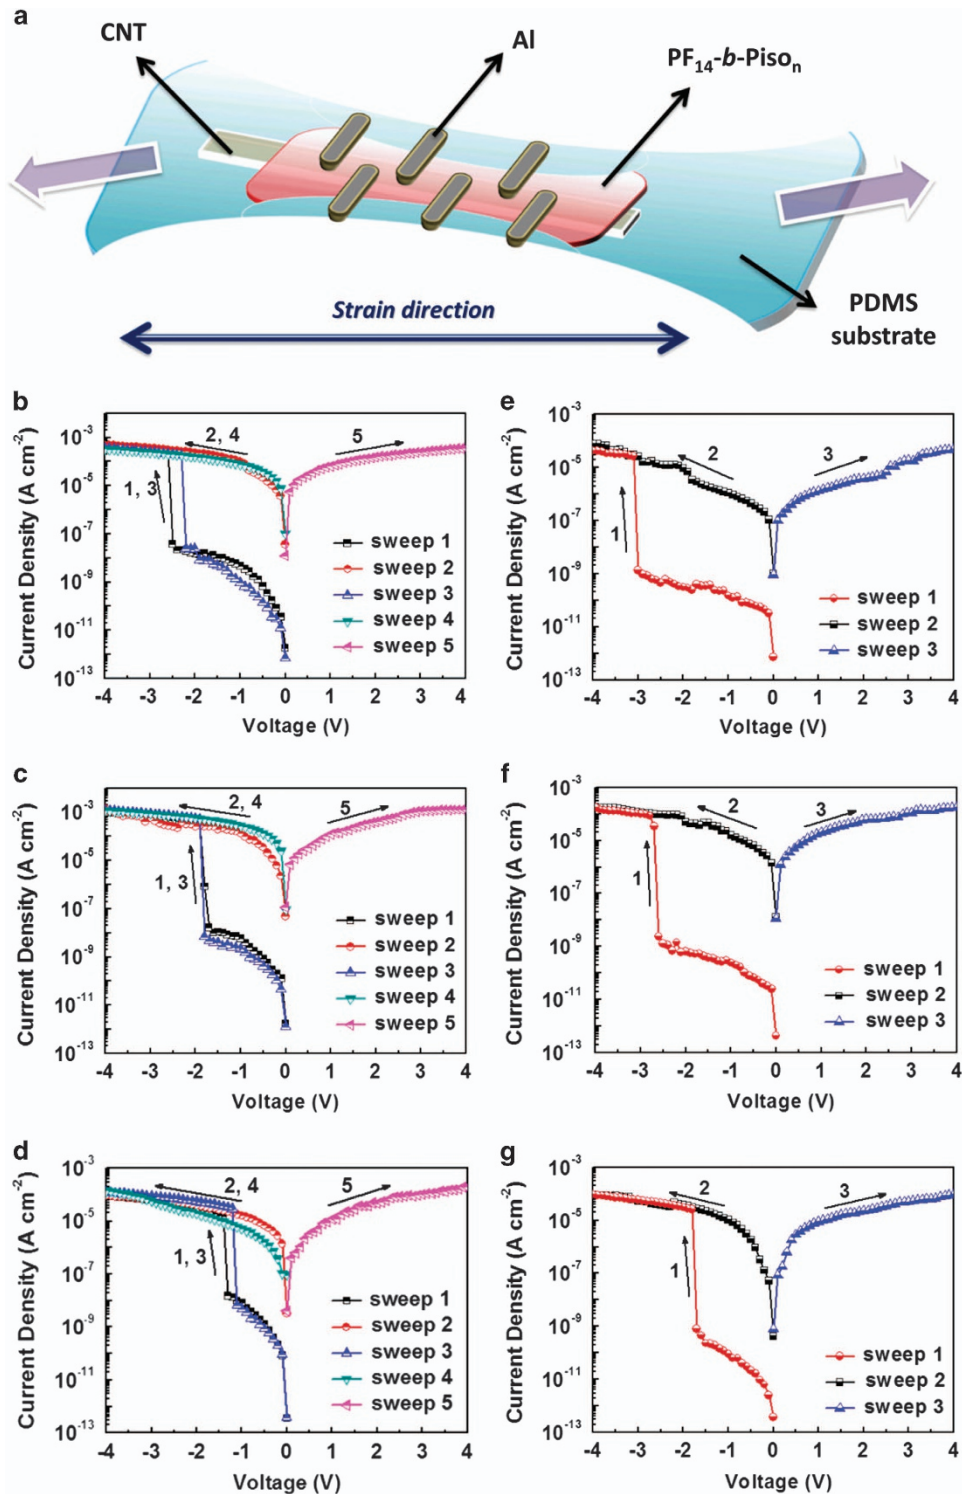 a
CNT
Al
PF₁₄-b-Pisoₙ
Strain direction
PDMS
substrate
b
Current Density (A cm⁻²)
10⁻³
10⁻⁵
10⁻⁷
10⁻⁹
10⁻¹¹
10⁻¹³
2, 4
5
1, 3
sweep 1
sweep 2
sweep 3
sweep 4
sweep 5
-4 -3 -2 -1 0 1 2 3 4
Voltage (V)
e
Current Density (A cm⁻²)
10⁻³
10⁻⁵
10⁻⁷
10⁻⁹
10⁻¹¹
10⁻¹³
2
3
1
sweep 1
sweep 2
sweep 3
-4 -3 -2 -1 0 1 2 3 4
Voltage (V)
c
Current Density (A cm⁻²)
10⁻³
10⁻⁵
10⁻⁷
10⁻⁹
10⁻¹¹
10⁻¹³
2, 4
5
1, 3
sweep 1
sweep 2
sweep 3
sweep 4
sweep 5
-4 -3 -2 -1 0 1 2 3 4
Voltage (V)
f
Current Density (A cm⁻²)
10⁻³
10⁻⁵
10⁻⁷
10⁻⁹
10⁻¹¹
10⁻¹³
2
3
1
sweep 1
sweep 2
sweep 3
-4 -3 -2 -1 0 1 2 3 4
Voltage (V)
d
Current Density (A cm⁻²)
10⁻³
10⁻⁵
10⁻⁷
10⁻⁹
10⁻¹¹
10⁻¹³
2, 4
5
1, 3
sweep 1
sweep 2
sweep 3
sweep 4
sweep 5
-4 -3 -2 -1 0 1 2 3 4
Voltage (V)
g
Current Density (A cm⁻²)
10⁻³
10⁻⁵
10⁻⁷
10⁻⁹
10⁻¹¹
10⁻¹³
2
3
1
sweep 1
sweep 2
sweep 3
-4 -3 -2 -1 0 1 2 3 4
Voltage (V)